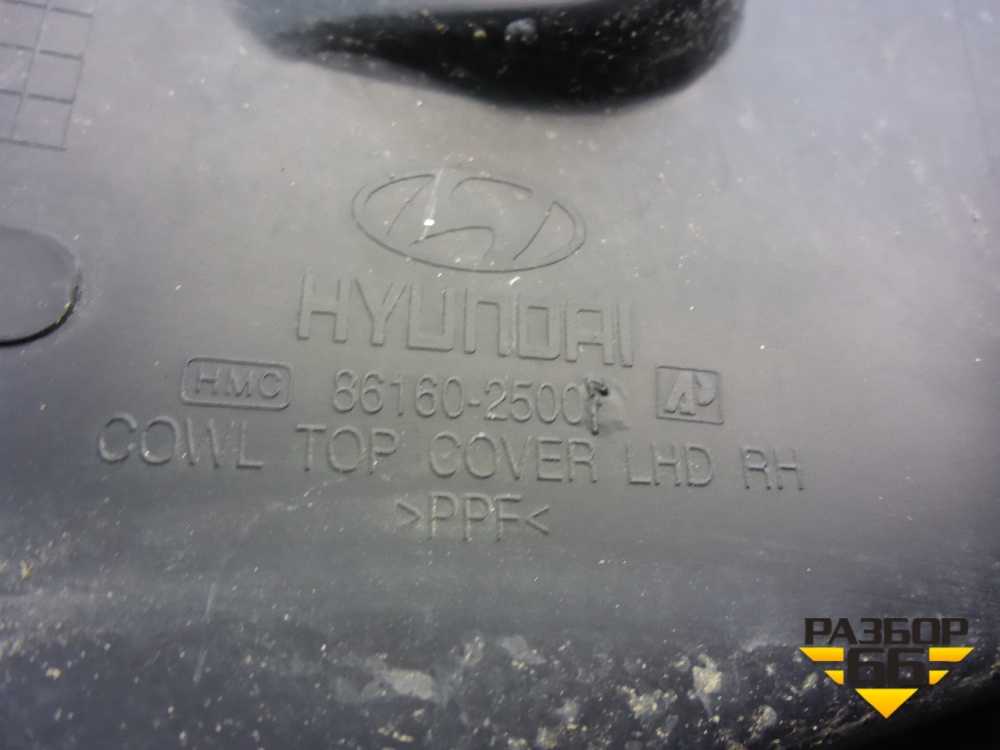 HYUNDAI
HMC 86160-2500
COWL TOP COVER LHD RH
>PPF<
РАЗБОР
66